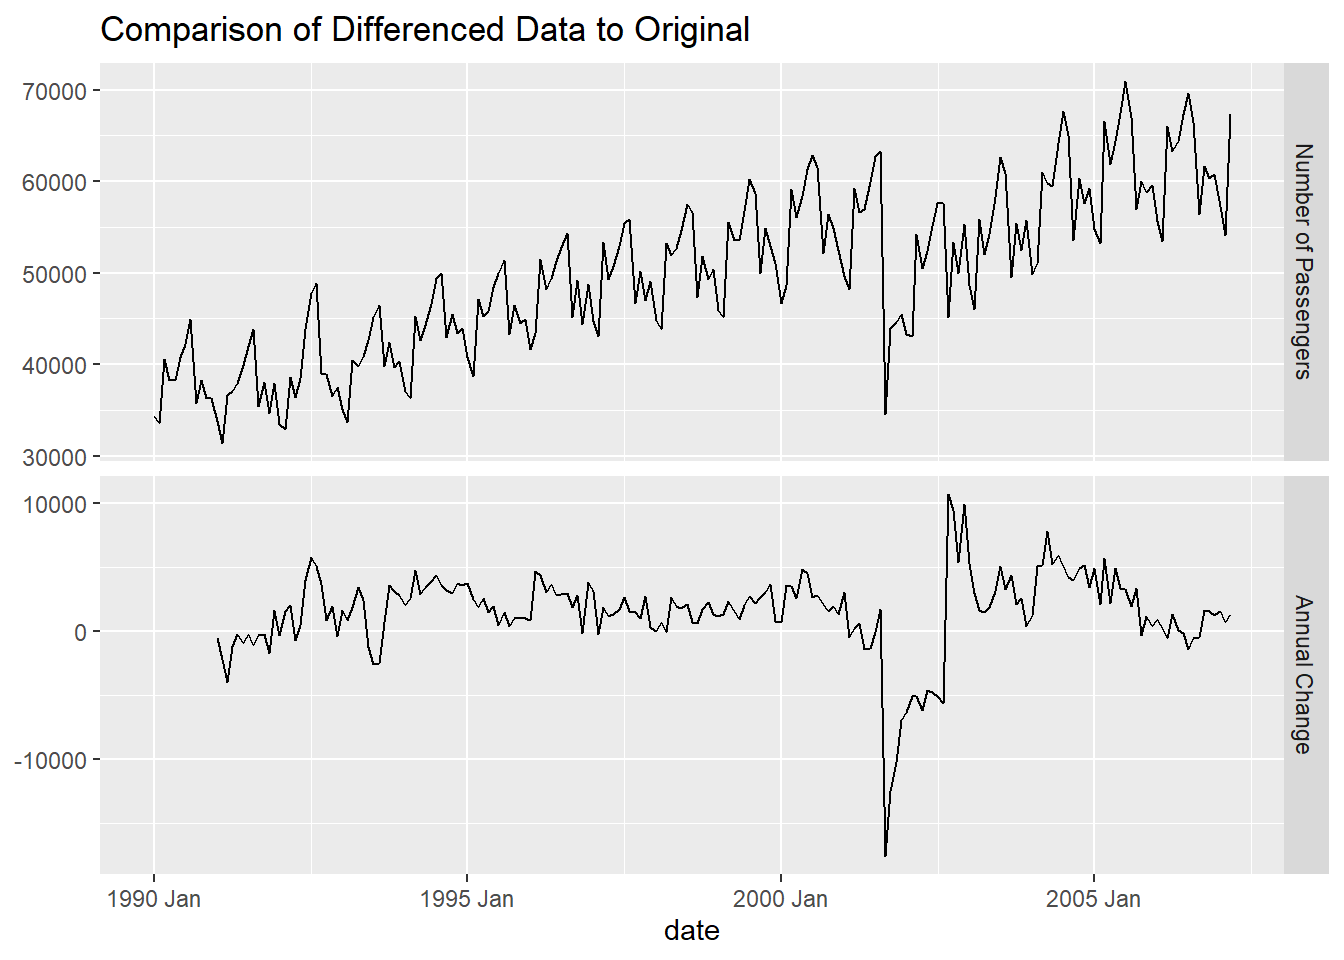 Comparison of Differenced Data to Original
70000
60000
50000
40000
30000
Number of Passengers
10000
0
-10000
Annual Change
1990 Jan
1995 Jan
2000 Jan
2005 Jan
date